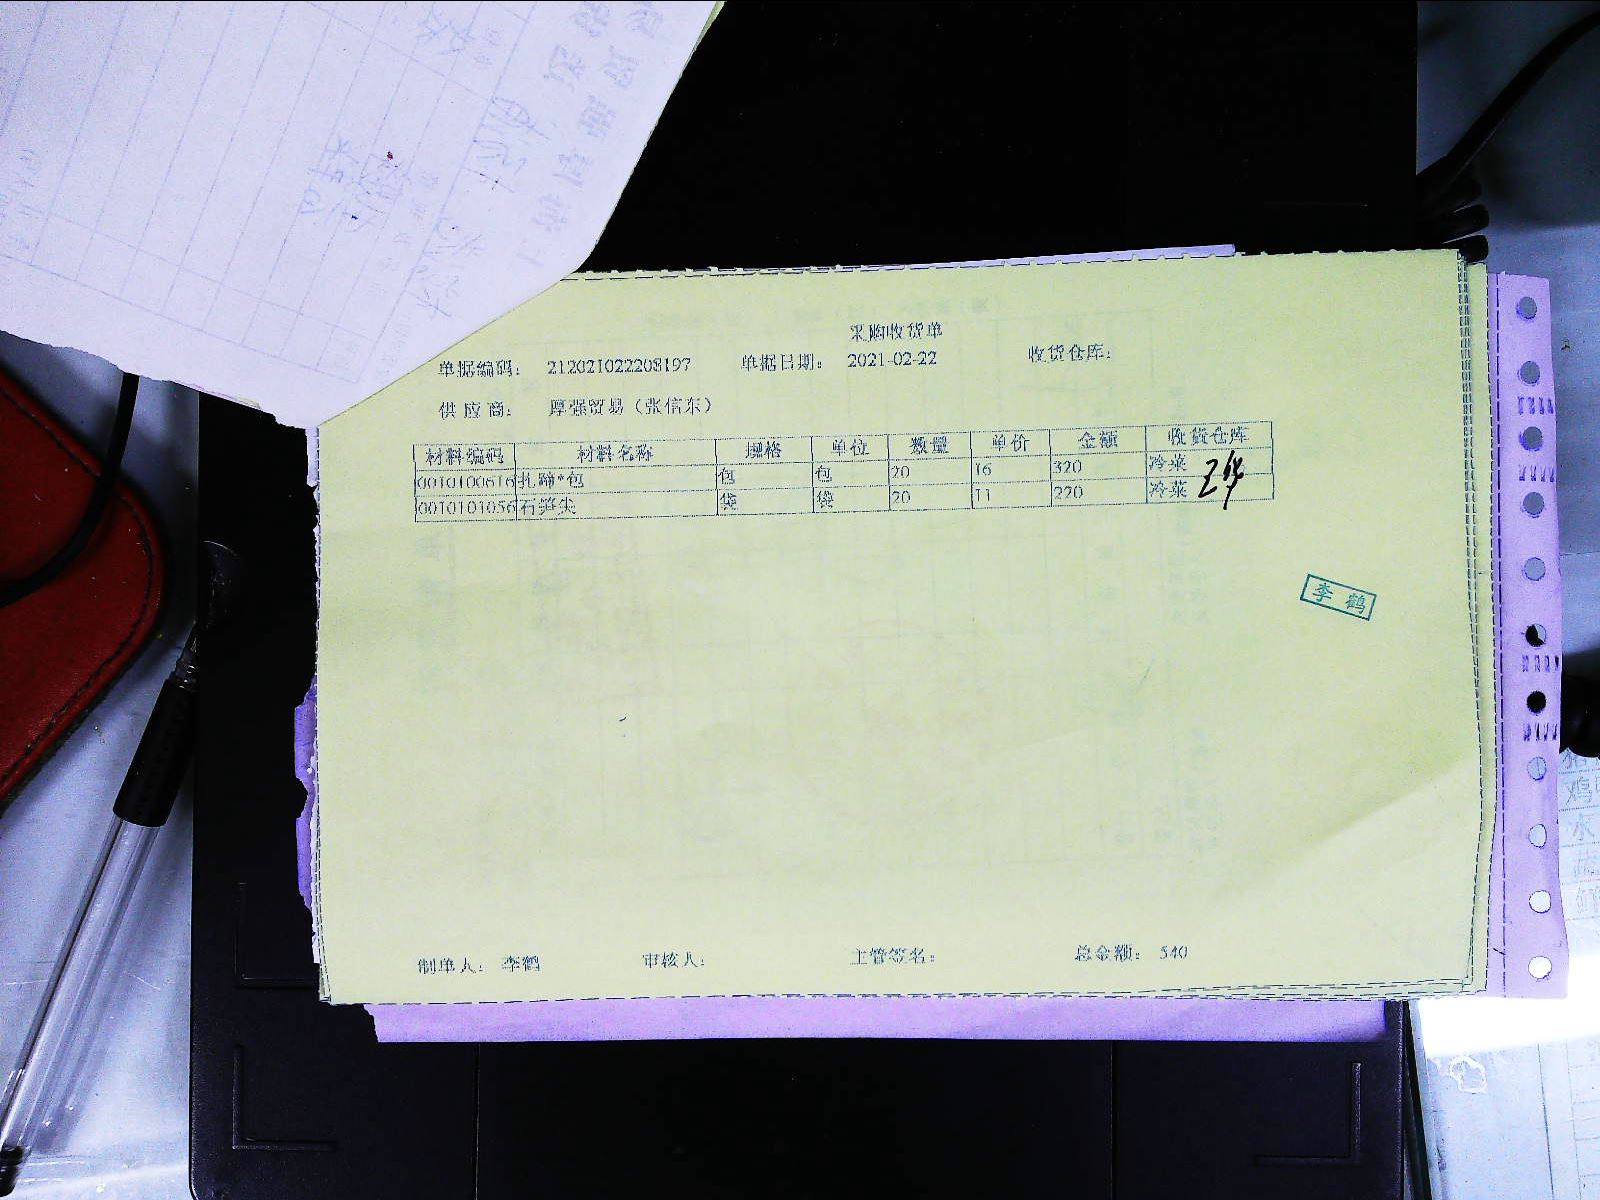 采购收货单
单据编码: 212021022208197 单据日期: 2021-02-22 收货仓库:
供应商: 厚强贸易（张信东）
材料编码 材料名称 规格 单位 数量 单价 金额 收货仓库
0010100616 扎蹄*包 包 包 20 16 320 冷菜
0010101056 石笋尖 袋 袋 20 11 220 冷菜
李鹤
制单人: 李鹤 审核人: 主管签名: 总金额: 540